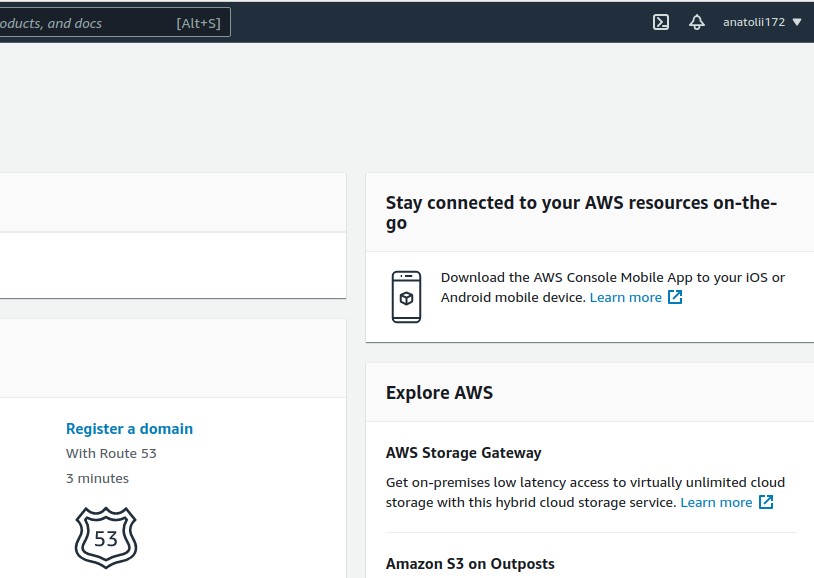 oducts, and docs [Alt+S] anatolii172
Stay connected to your AWS resources on-the-
go
Download the AWS Console Mobile App to your iOS or
Android mobile device. Learn more
Explore AWS
Register a domain
With Route 53
3 minutes
53
AWS Storage Gateway
Get on-premises low latency access to virtually unlimited cloud
storage with this hybrid cloud storage service. Learn more
Amazon S3 on Outposts